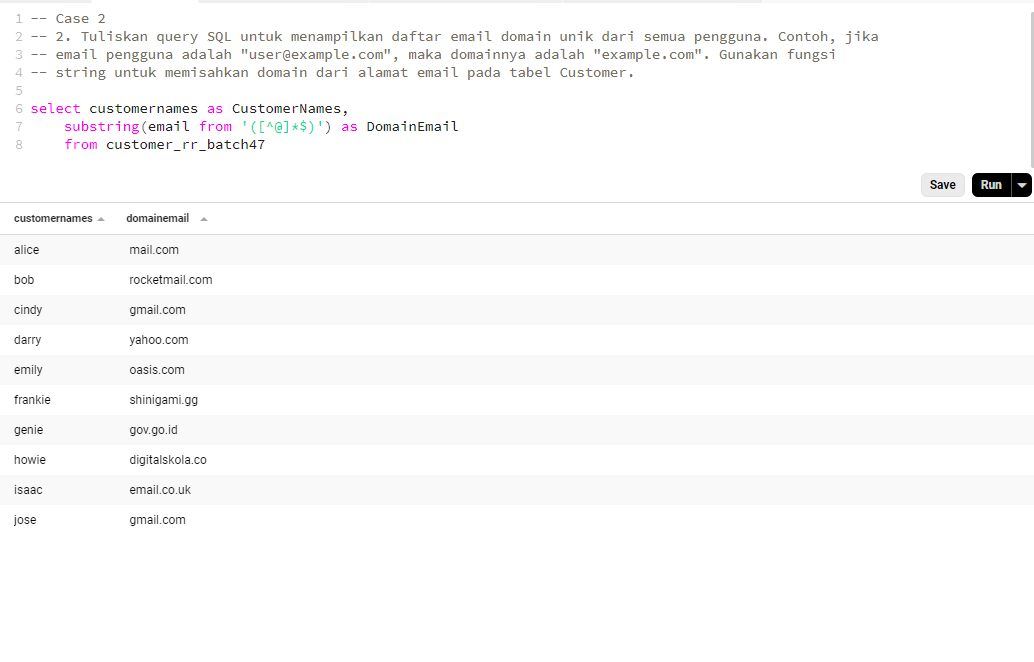 1 -- Case 2
2 -- 2. Tuliskan query SQL untuk menampilkan daftar email domain unik dari semua pengguna. Contoh, jika
3 -- email pengguna adalah "user@example.com", maka domainnya adalah "example.com". Gunakan fungsi
4 -- string untuk memisahkan domain dari alamat email pada tabel Customer.
5
6 select customernames as CustomerNames,
7 substring(email from '([^@]*$)') as DomainEmail
8 from customer_rr_batch47
Save Run
customernames domainemail
alice mail.com
bob rocketmail.com
cindy gmail.com
darry yahoo.com
emily oasis.com
frankie shinigami.gg
genie gov.go.id
howie digitalskola.co
isaac email.co.uk
jose gmail.com